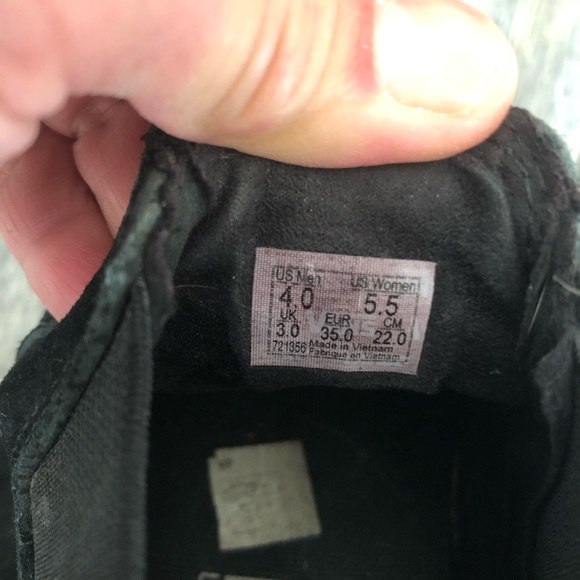 US Men US Women
4.0 5.5
UK EUR CM
3.0 35.0 22.0
721356 Made in Vietnam
Fabriqué en Vietnam